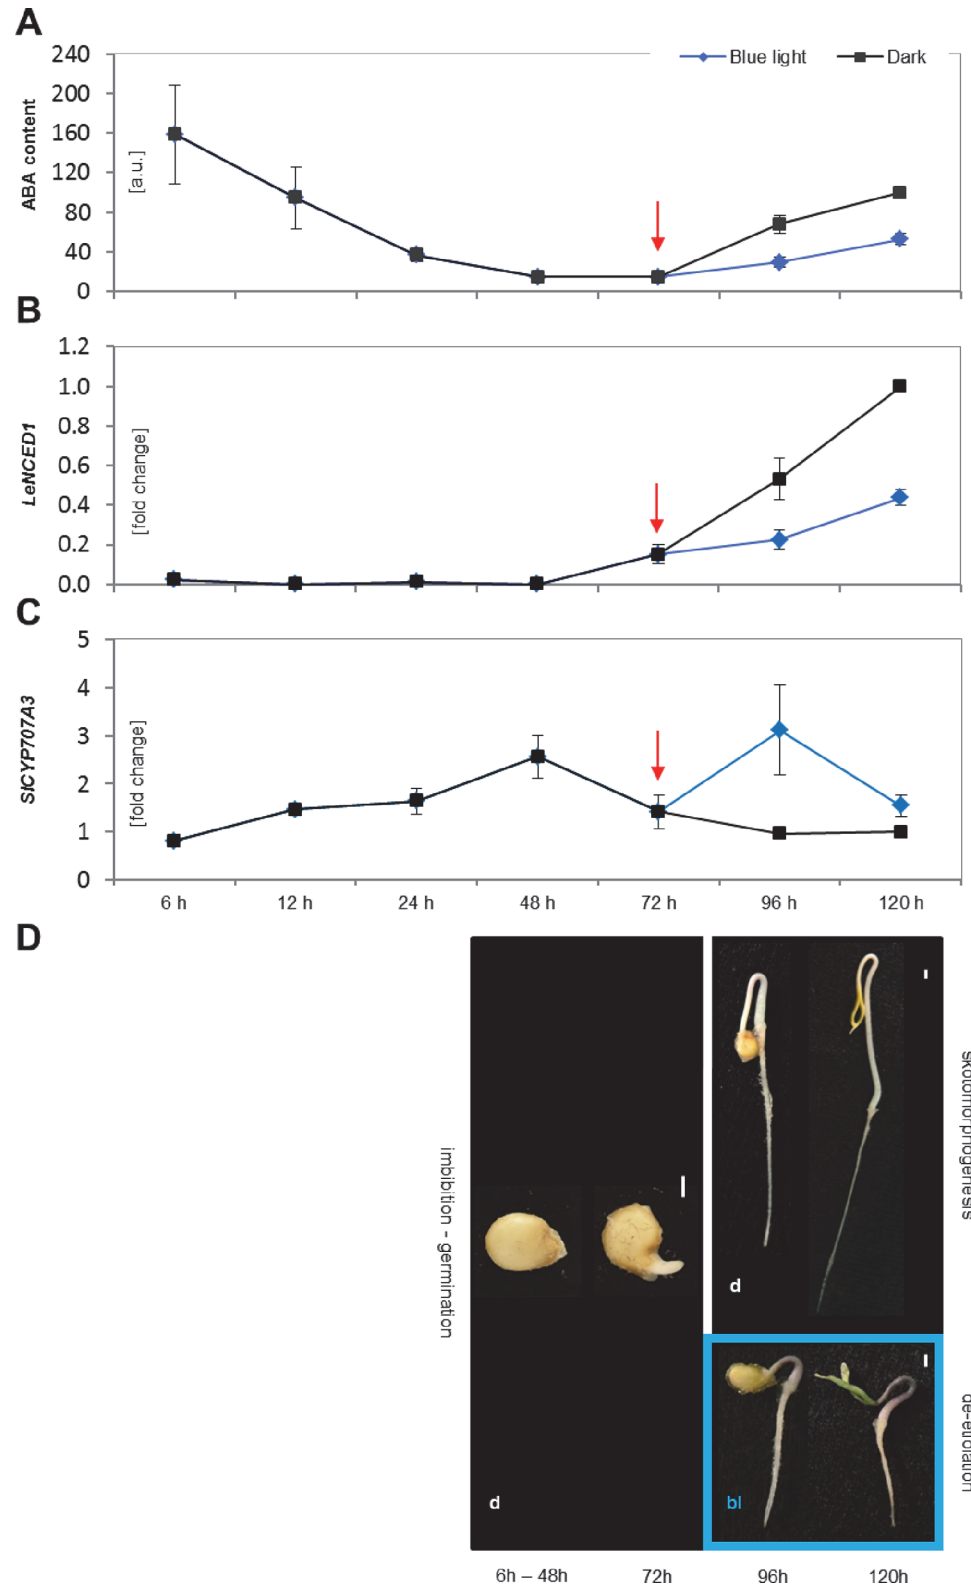 A
240
200
160
120
80
40
0
ABA content
[a.u.]
Blue light
Dark
B
1.2
1.0
0.8
0.6
0.4
0.2
0.0
LeNCED1
[fold change]
C
5
4
3
2
1
0
SlCYP707A3
[fold change]
6 h
12 h
24 h
48 h
72 h
96 h
120 h
D
imbibition - germination
skotomorphogenesis
de-etiolation
d
d
bl
6h – 48h
72h
96h
120h